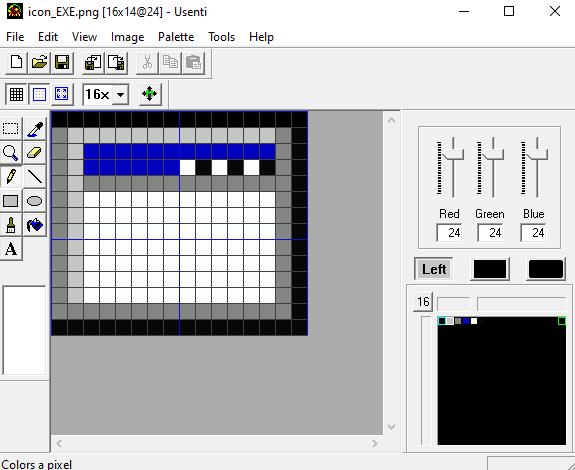 icon_EXE.png [16x14@24] - Usenti
File Edit View Image Palette Tools Help
16x
A
Red Green Blue
24 24 24
Left
16
Colors a pixel